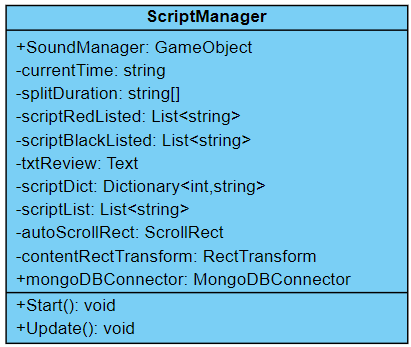 ScriptManager
+SoundManager: GameObject
-currentTime: string
-splitDuration: string[]
-scriptRedListed: List<string>
-scriptBlackListed: List<string>
-txtReview: Text
-scriptDict: Dictionary<int,string>
-scriptList: List<string>
-autoScrollRect: ScrollRect
-contentRectTransform: RectTransform
+mongoDBConnector: MongoDBConnector
+Start(): void
+Update(): void